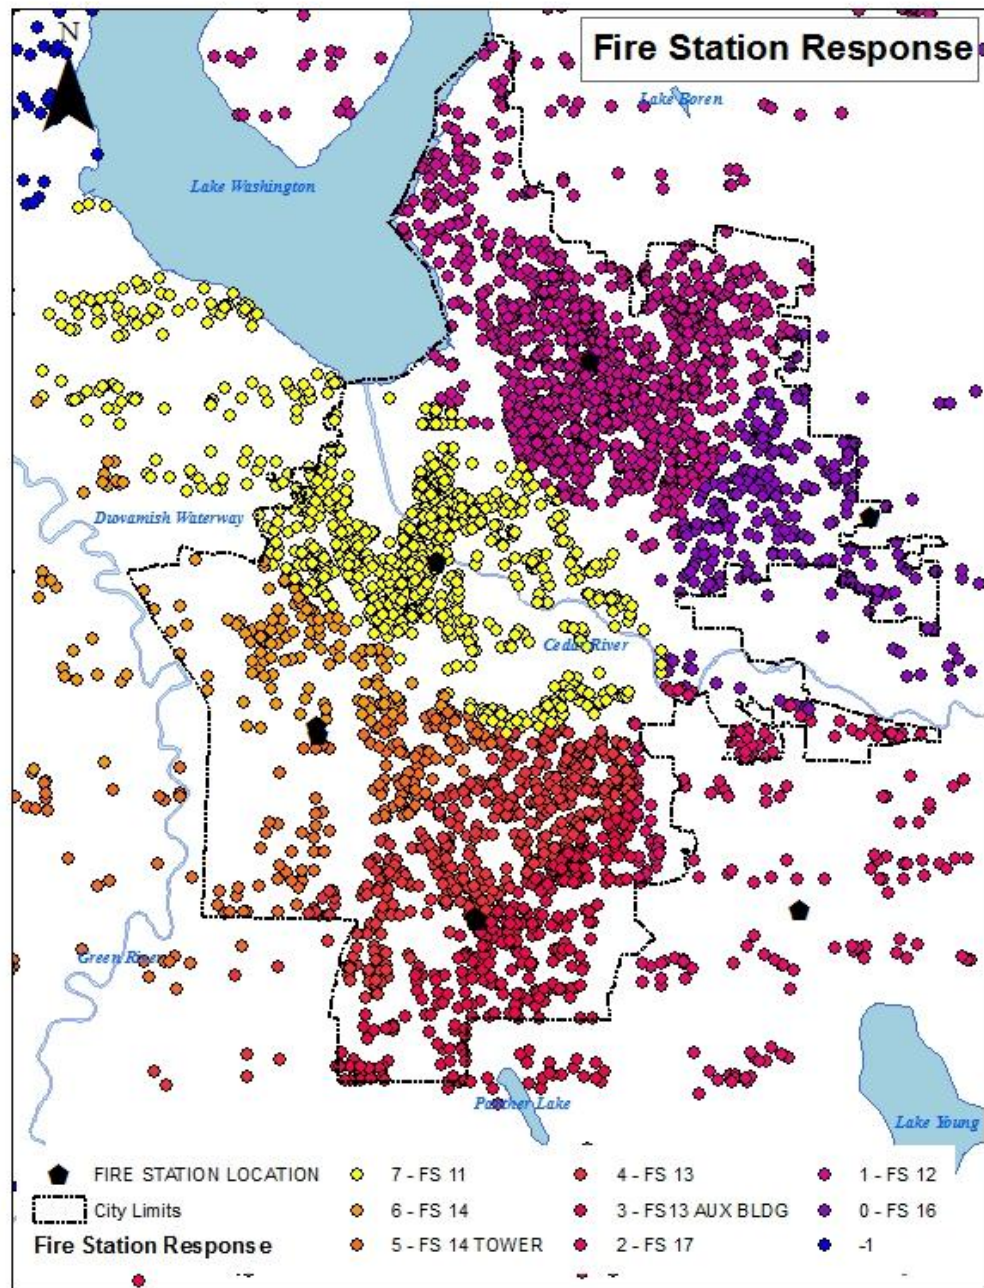 Fire Station Response
N
Lake Boren
Lake Washington
Duwamish Waterway
Cedar River
Green River
Panther Lake
Lake Young
FIRE STATION LOCATION
City Limits
Fire Station Response
7 - FS 11
6 - FS 14
5 - FS 14 TOWER
4 - FS 13
3 - FS13 AUX BLDG
2 - FS 17
1 - FS 12
0 - FS 16
-1